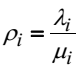 ρᵢ = λᵢ / μᵢ